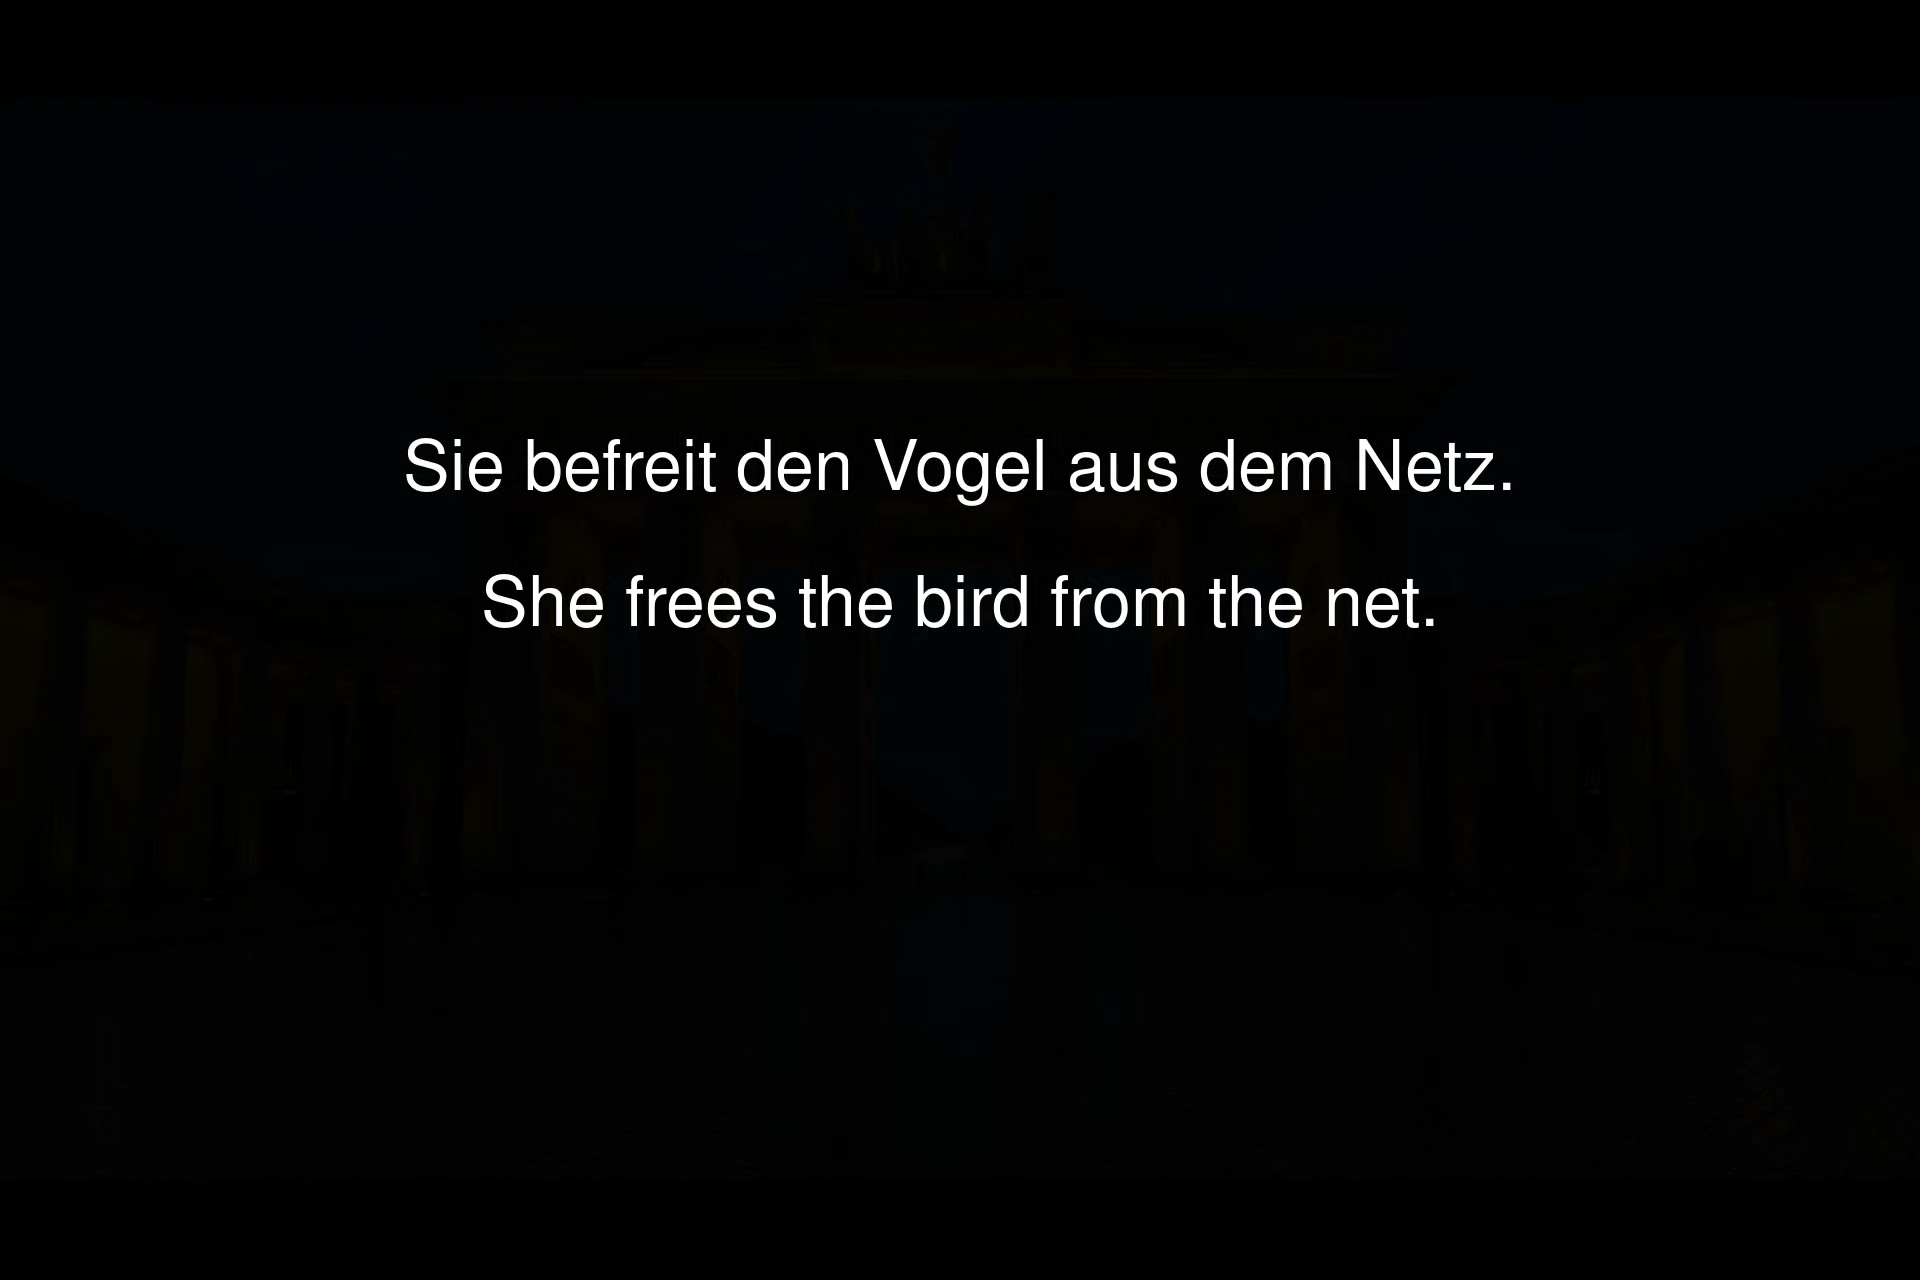 Sie befreit den Vogel aus dem Netz.
She frees the bird from the net.